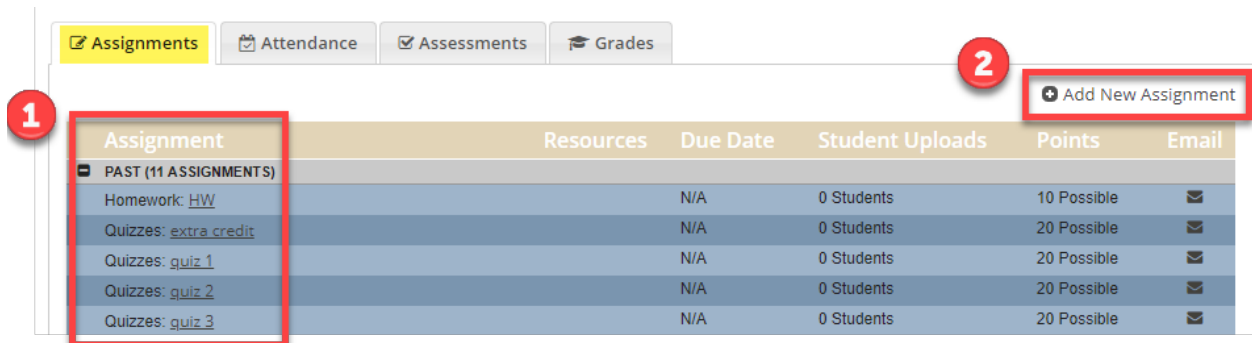 Assignments Attendance Assessments Grades
2
Add New Assignment
1
Assignment Resources Due Date Student Uploads Points Email
PAST (11 ASSIGNMENTS)
Homework: HW N/A 0 Students 10 Possible
Quizzes: extra credit N/A 0 Students 20 Possible
Quizzes: quiz 1 N/A 0 Students 20 Possible
Quizzes: quiz 2 N/A 0 Students 20 Possible
Quizzes: quiz 3 N/A 0 Students 20 Possible